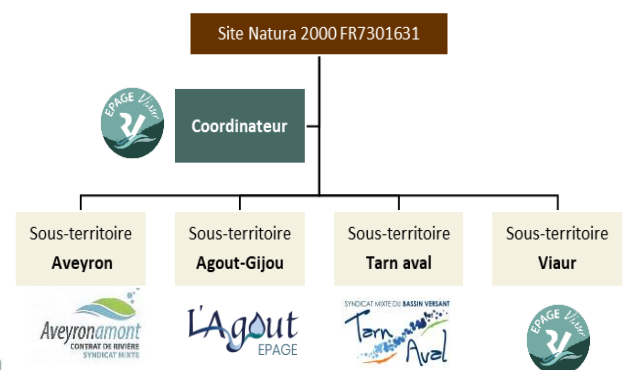 Site Natura 2000 FR7301631
EPAGE Viaur
Coordinateur
Sous-territoire
Aveyron
Sous-territoire
Agout-Gijou
Sous-territoire
Tarn aval
Sous-territoire
Viaur
Aveyronamont
CONTRAT DE RIVIÈRE
SYNDICAT MIXTE
L'Agout
EPAGE
SYNDICAT MIXTE DU BASSIN VERSANT
Tarn
Aval
EPAGE Viaur